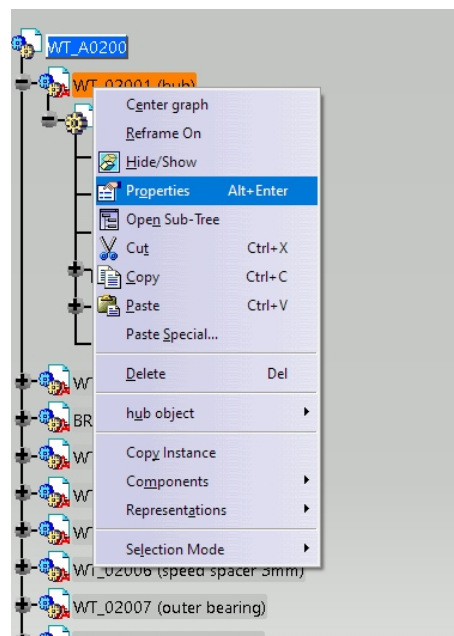 WT_A0200
WT_02001 (hub)
Center graph
Reframe On
Hide/Show
Properties Alt+Enter
Open Sub-Tree
Cut Ctrl+X
Copy Ctrl+C
Paste Ctrl+V
Paste Special...
Delete Del
WT
hub object
BR
Copy Instance
W
Components
W
Representations
W
Selection Mode
WT_02006 (speed spacer 3mm)
WT_02007 (outer bearing)